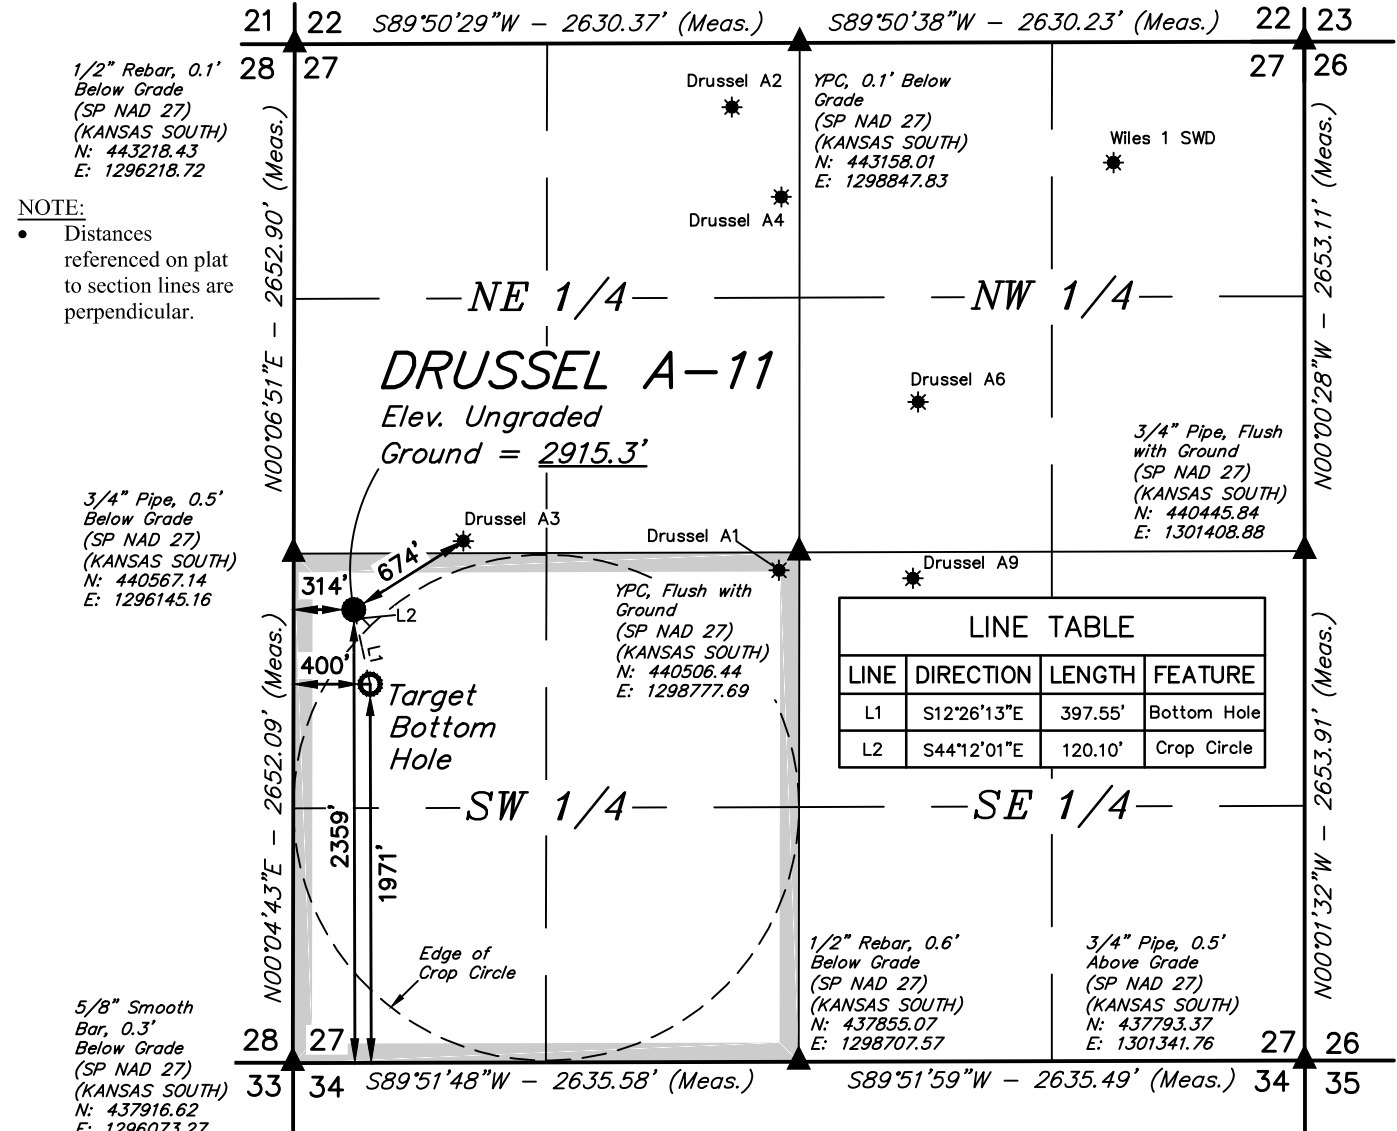 21 22 S89°50'29"W - 2630.37' (Meas.) S89°50'38"W - 2630.23' (Meas.) 22 23
28 27 27 26
1/2" Rebar, 0.1'
Below Grade
(SP NAD 27)
(KANSAS SOUTH)
N: 443218.43
E: 1296218.72
NOTE:
• Distances
referenced on plat
to section lines are
perpendicular.
N00°06'51"E - 2652.90' (Meas.)
Drussel A2
Drussel A4
YPC, 0.1' Below
Grade
(SP NAD 27)
(KANSAS SOUTH)
N: 443158.01
E: 1298847.83
Wiles 1 SWD
N00°00'28"W - 2653.11' (Meas.)
NE 1/4
NW 1/4
DRUSSEL A-11
Elev. Ungraded
Ground = 2915.3'
Drussel A6
3/4" Pipe, Flush
with Ground
(SP NAD 27)
(KANSAS SOUTH)
N: 440445.84
E: 1301408.88
3/4" Pipe, 0.5'
Below Grade
(SP NAD 27)
(KANSAS SOUTH)
N: 440567.14
E: 1296145.16
Drussel A3
Drussel A1
Drussel A9
674'
314'
L2
L1
400'
Target
Bottom
Hole
YPC, Flush with
Ground
(SP NAD 27)
(KANSAS SOUTH)
N: 440506.44
E: 1298777.69
LINE TABLE
LINE DIRECTION LENGTH FEATURE
L1 S12°26'13"E 397.55' Bottom Hole
L2 S44°12'01"E 120.10' Crop Circle
N00°04'43"E - 2652.09' (Meas.)
N00°01'32"W - 2653.91' (Meas.)
SW 1/4
SE 1/4
2359'
1971'
Edge of
Crop Circle
1/2" Rebar, 0.6'
Below Grade
(SP NAD 27)
(KANSAS SOUTH)
N: 437855.07
E: 1298707.57
3/4" Pipe, 0.5'
Above Grade
(SP NAD 27)
(KANSAS SOUTH)
N: 437793.37
E: 1301341.76
5/8" Smooth
Bar, 0.3'
Below Grade
(SP NAD 27)
(KANSAS SOUTH)
N: 437916.62
E: 1296073.27
28 27 27 26
33 34 S89°51'48"W - 2635.58' (Meas.) S89°51'59"W - 2635.49' (Meas.) 34 35